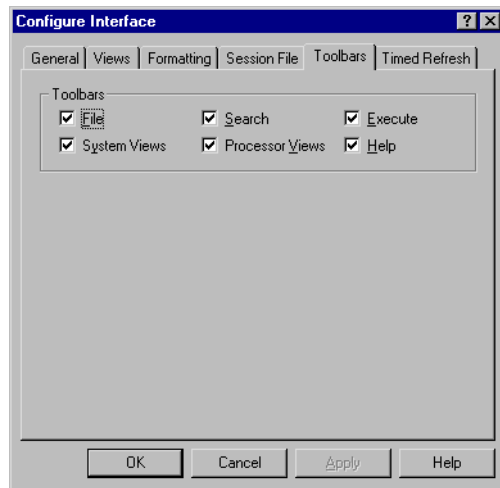 Configure Interface
General Views Formatting Session File Toolbars Timed Refresh
Toolbars
File Search Execute
System Views Processor Views Help
OK Cancel Apply Help